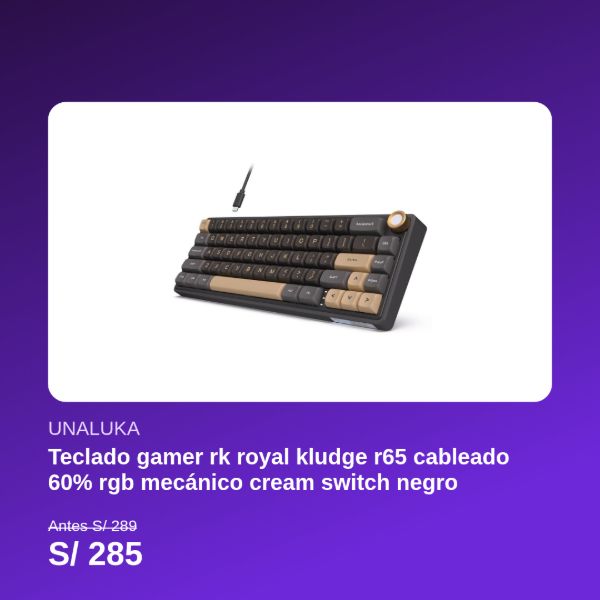 UNALUKA
Teclado gamer rk royal kludge r65 cableado
60% rgb mecánico cream switch negro
Antes S/ 289
S/ 285